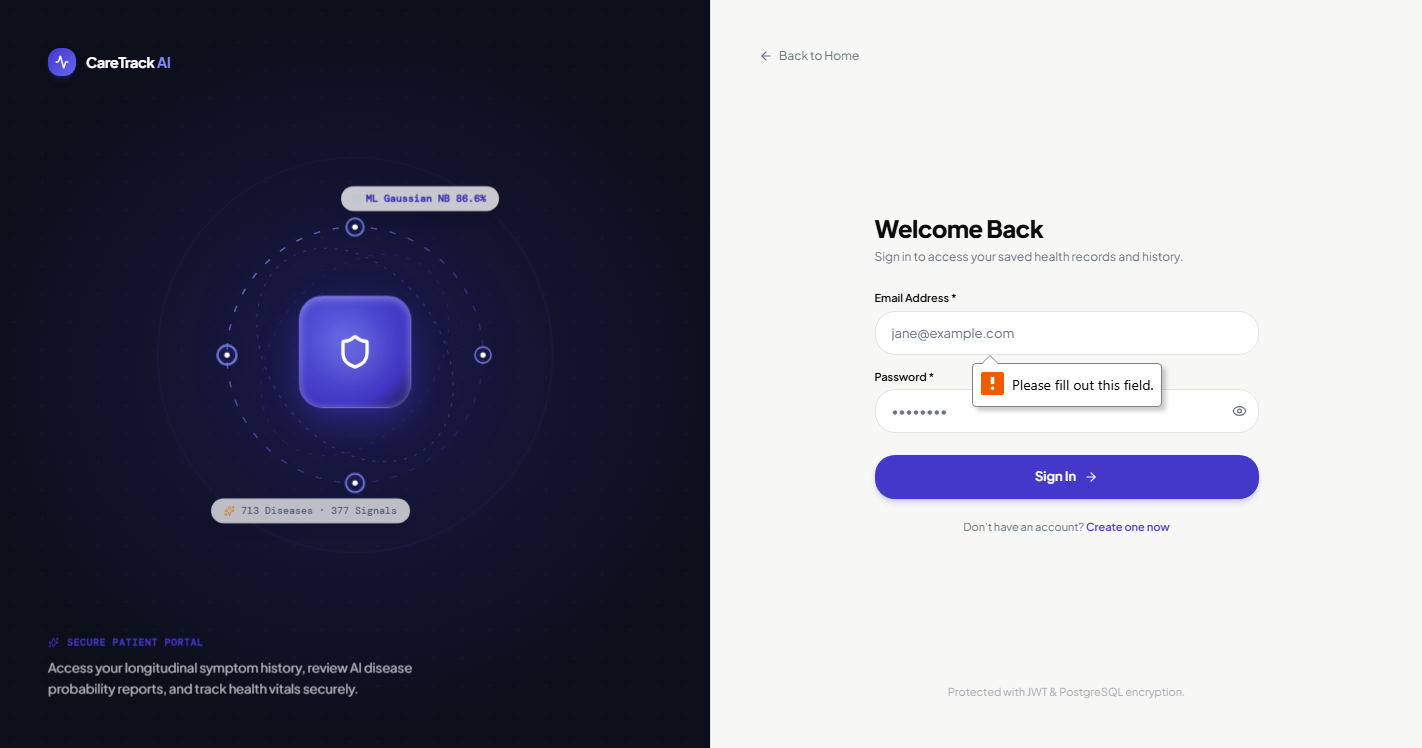 CareTrack AI
ML Gaussian NB 86.6%
713 Diseases · 377 Signals
SECURE PATIENT PORTAL
Access your longitudinal symptom history, review AI disease
probability reports, and track health vitals securely.
Back to Home
Welcome Back
Sign in to access your saved health records and history.
Email Address *
jane@example.com
Please fill out this field.
Password *
••••••••
Sign In
Don't have an account? Create one now
Protected with JWT & PostgreSQL encryption.